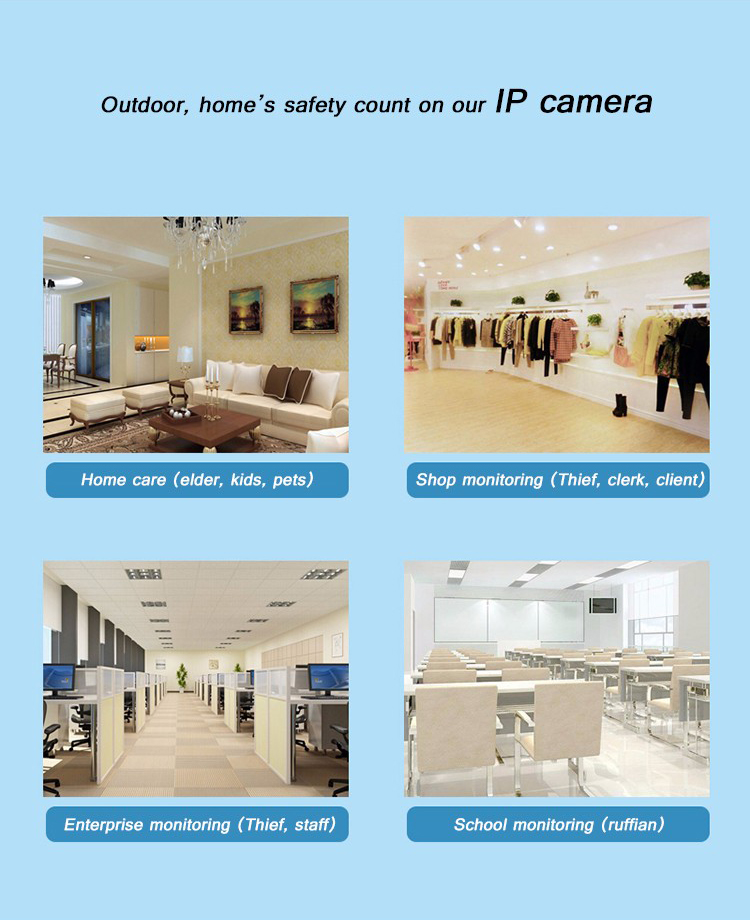 Outdoor, home's safety count on our IP camera
Home care (elder, kids, pets)
Shop monitoring (Thief, clerk, client)
Enterprise monitoring (Thief, staff)
School monitoring (ruffian)